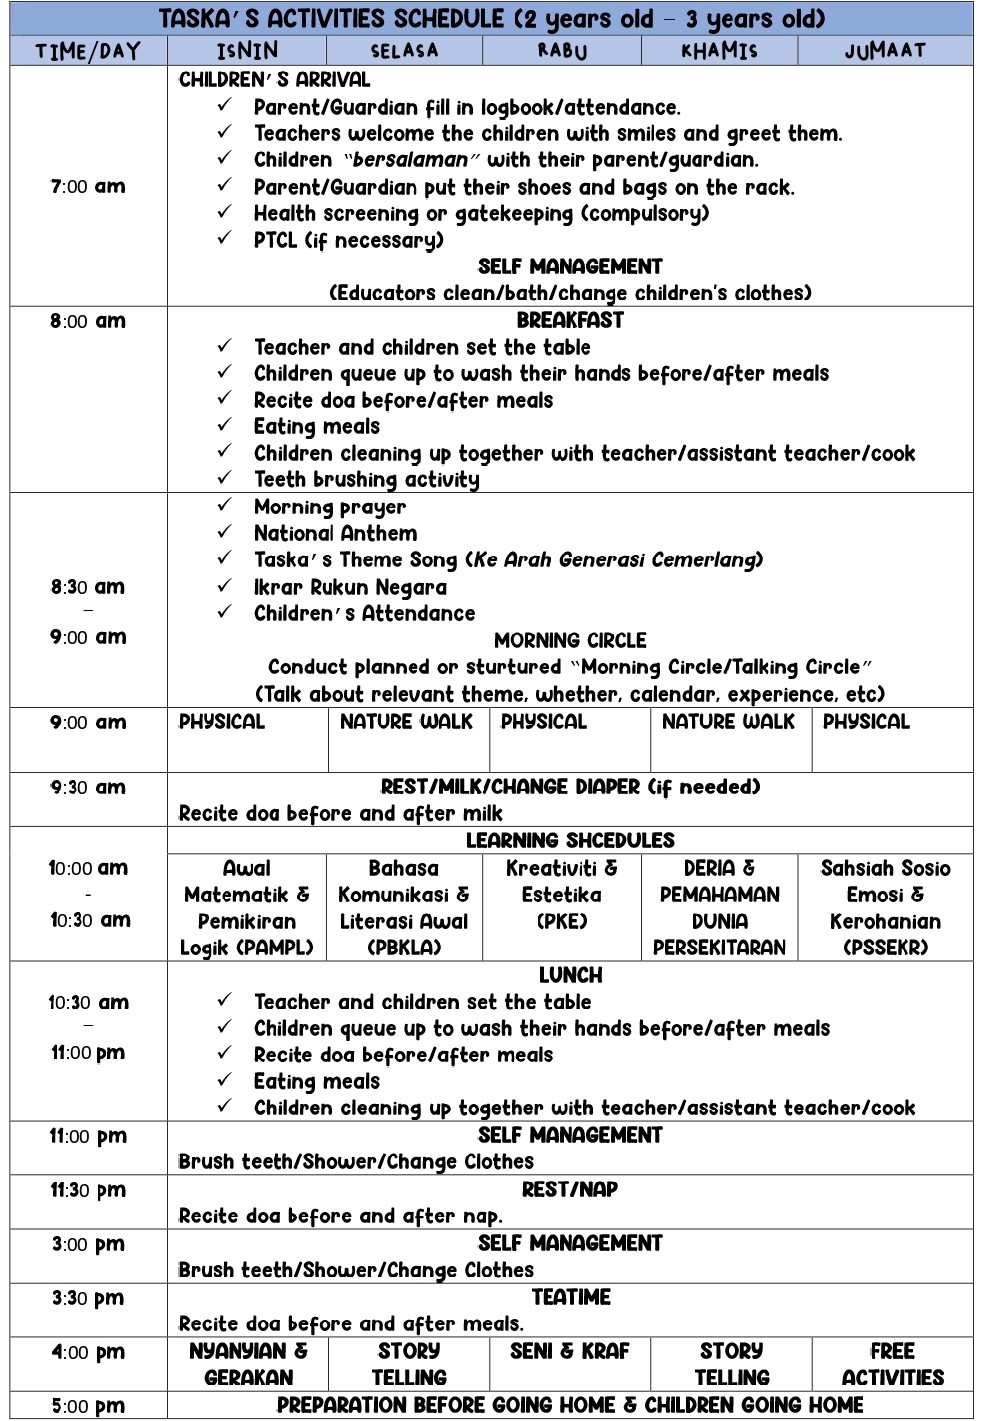 TASKA'S ACTIVITIES SCHEDULE (2 years old – 3 years old)
TIME/DAY ISNIN SELASA RABU KHAMIS JUMAAT
7:00 am
CHILDREN'S ARRIVAL
✓ Parent/Guardian fill in logbook/attendance.
✓ Teachers welcome the children with smiles and greet them.
✓ Children "bersalaman" with their parent/guardian.
✓ Parent/Guardian put their shoes and bags on the rack.
✓ Health screening or gatekeeping (compulsory)
✓ PTCL (if necessary)
SELF MANAGEMENT
(Educators clean/bath/change children's clothes)
8:00 am
BREAKFAST
✓ Teacher and children set the table
✓ Children queue up to wash their hands before/after meals
✓ Recite doa before/after meals
✓ Eating meals
✓ Children cleaning up together with teacher/assistant teacher/cook
✓ Teeth brushing activity
8:30 am
–
9:00 am
✓ Morning prayer
✓ National Anthem
✓ Taska's Theme Song (Ke Arah Generasi Cemerlang)
✓ Ikrar Rukun Negara
✓ Children's Attendance
MORNING CIRCLE
Conduct planned or sturtured "Morning Circle/Talking Circle"
(Talk about relevant theme, whether, calendar, experience, etc)
9:00 am PHYSICAL NATURE WALK PHYSICAL NATURE WALK PHYSICAL
9:30 am REST/MILK/CHANGE DIAPER (if needed)
Recite doa before and after milk
10:00 am
-
10:30 am
LEARNING SHCEDULES
Awal
Matematik &
Pemikiran
Logik (PAMPL)
Bahasa
Komunikasi &
Literasi Awal
(PBKLA)
Kreativiti &
Estetika
(PKE)
DERIA &
PEMAHAMAN
DUNIA
PERSEKITARAN
Sahsiah Sosio
Emosi &
Kerohanian
(PSSEKR)
10:30 am
–
11:00 pm
LUNCH
✓ Teacher and children set the table
✓ Children queue up to wash their hands before/after meals
✓ Recite doa before/after meals
✓ Eating meals
✓ Children cleaning up together with teacher/assistant teacher/cook
11:00 pm SELF MANAGEMENT
Brush teeth/Shower/Change Clothes
11:30 pm REST/NAP
Recite doa before and after nap.
3:00 pm SELF MANAGEMENT
Brush teeth/Shower/Change Clothes
3:30 pm TEATIME
Recite doa before and after meals.
4:00 pm
NYANYIAN &
GERAKAN
STORY
TELLING
SENI & KRAF
STORY
TELLING
FREE
ACTIVITIES
5:00 pm PREPARATION BEFORE GOING HOME & CHILDREN GOING HOME